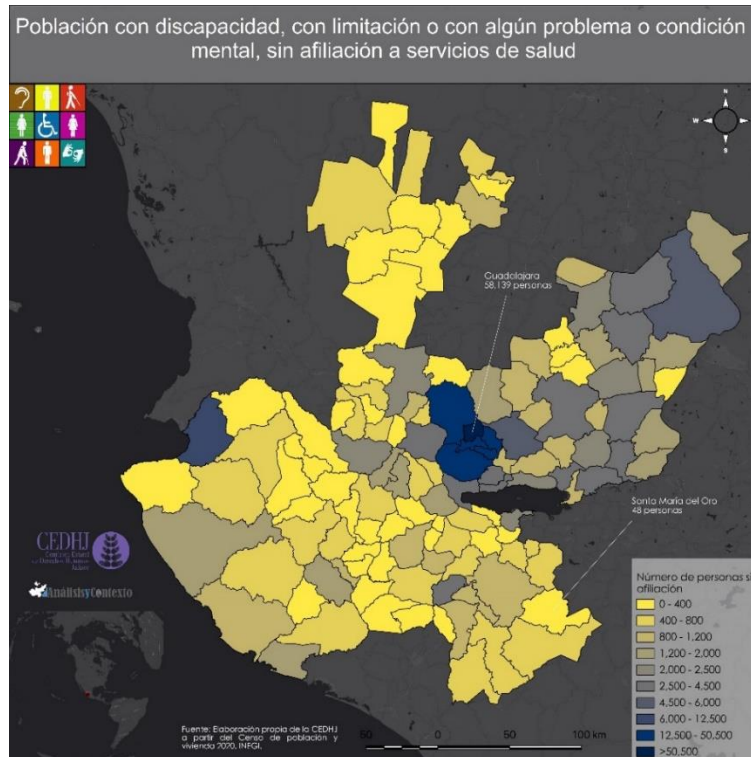 Población con discapacidad, con limitación o con algún problema o condición
mental, sin afiliación a servicios de salud
N
W
E
S
Guadalajara
58,139 personas
Santa María del Oro
48 personas
CEDHJ
AnálisisyContexto
Número de personas si
afiliación
0 - 400
400 - 800
800 - 1,200
1,200 - 2,000
2,000 - 2,500
2,500 - 4,500
4,500 - 6,000
6,000 - 12,500
12,500 - 50,500
>50,500
Fuente: Elaboración propia de la CEDHJ
a partir del Censo de población y
vivienda 2020, INEGI.
50 0 50 100 km